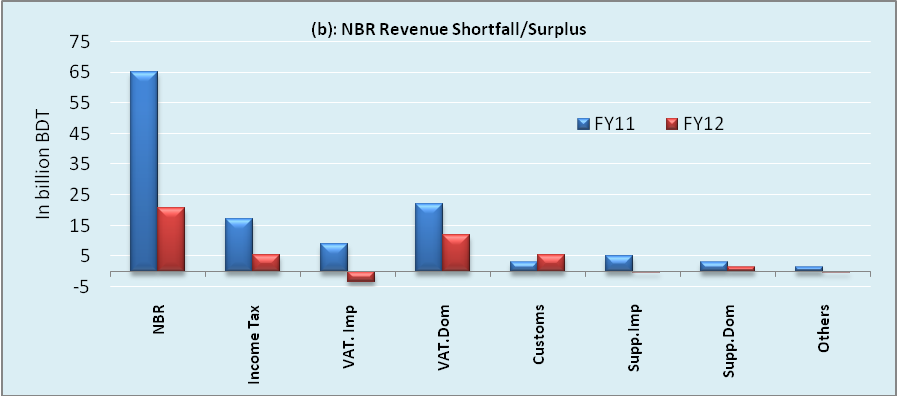 (b): NBR Revenue Shortfall/Surplus
75
65
55
45
35
25
15
5
-5
In billion BDT
FY11
FY12
NBR
Income Tax
VAT. Imp
VAT.Dom
Customs
Supp.Imp
Supp.Dom
Others